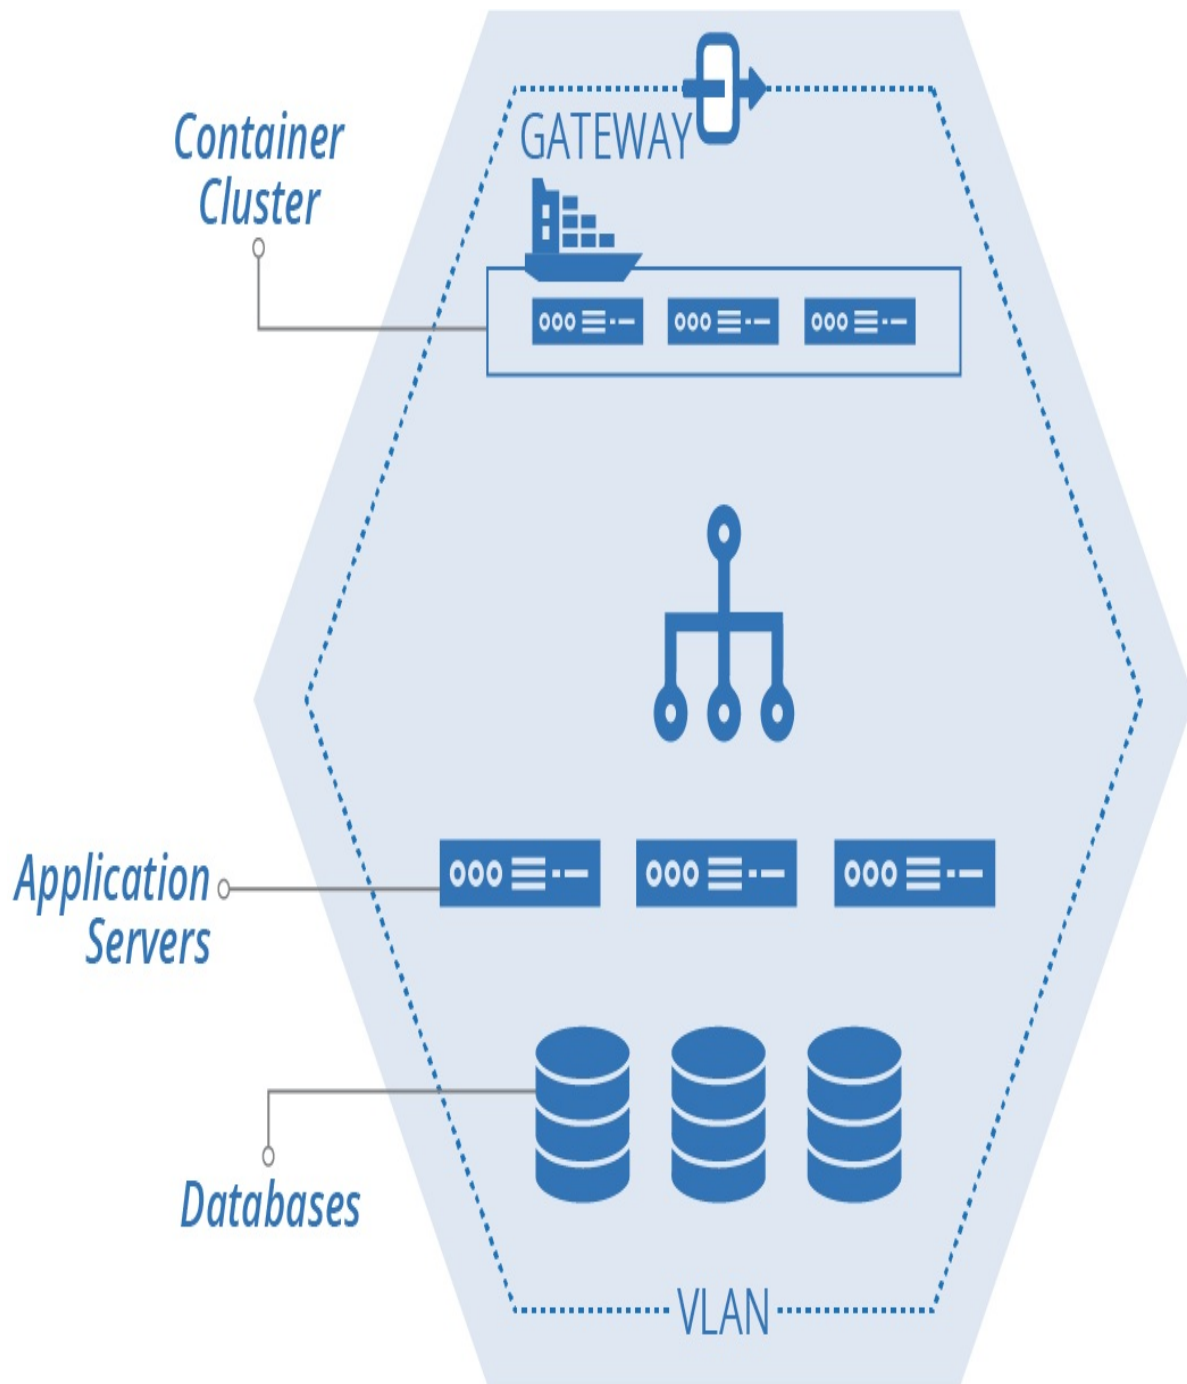 GATEWAY
Container
Cluster
Application
Servers
Databases
VLAN